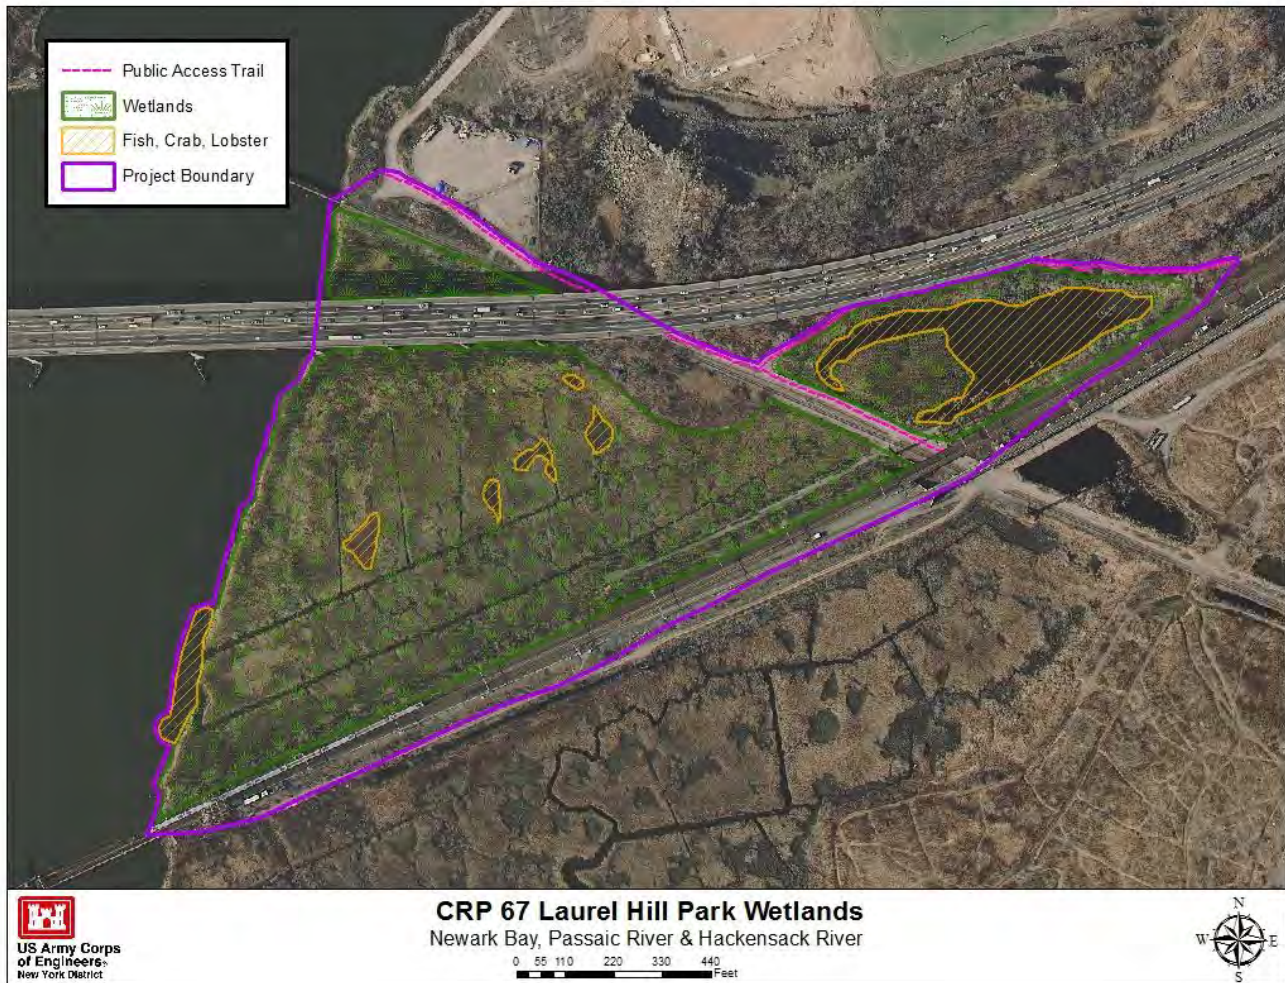 Public Access Trail
Wetlands
Fish, Crab, Lobster
Project Boundary
US Army Corps
of Engineers®
New York District
CRP 67 Laurel Hill Park Wetlands
Newark Bay, Passaic River & Hackensack River
0 55 110 220 330 440
Feet
N
W E
S